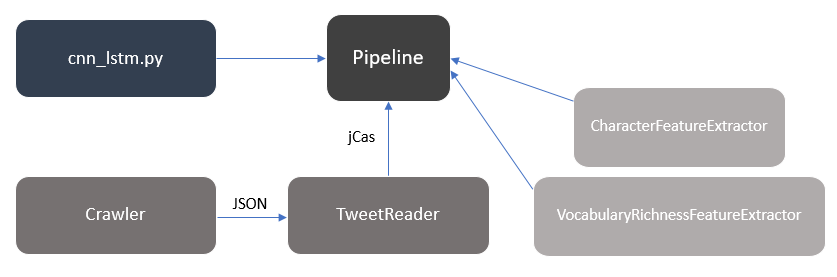 cnn_lstm.py
Pipeline
CharacterFeatureExtractor
jCas
Crawler
JSON
TweetReader
VocabularyRichnessFeatureExtractor